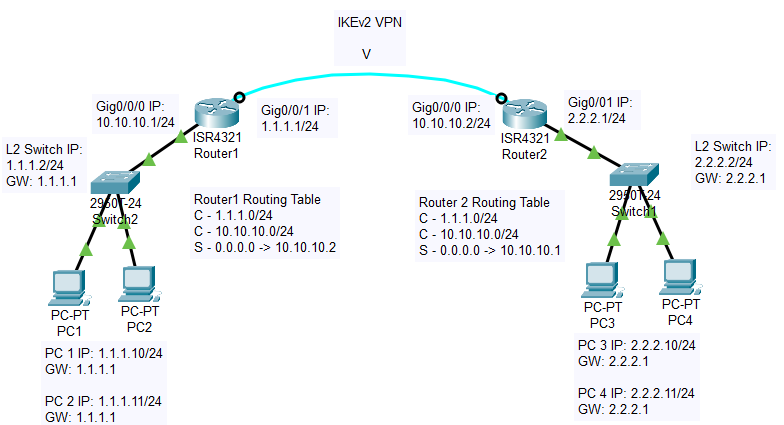 IKEv2 VPN
V
Gig0/0/0 IP:
10.10.10.1/24
ISR4321
Router1
Gig0/0/1 IP:
1.1.1.1/24
Gig0/0/0 IP:
10.10.10.2/24
ISR4321
Router2
Gig0/01 IP:
2.2.2.1/24
L2 Switch IP:
1.1.1.2/24
GW: 1.1.1.1
2950T-24
Switch2
L2 Switch IP:
2.2.2.2/24
GW: 2.2.2.1
2950T-24
Switch1
Router1 Routing Table
C - 1.1.1.0/24
C - 10.10.10.0/24
S - 0.0.0.0 -> 10.10.10.2
Router 2 Routing Table
C - 1.1.1.0/24
C - 10.10.10.0/24
S - 0.0.0.0 -> 10.10.10.1
PC-PT
PC1
PC-PT
PC2
PC-PT
PC3
PC-PT
PC4
PC 1 IP: 1.1.1.10/24
GW: 1.1.1.1
PC 2 IP: 1.1.1.11/24
GW: 1.1.1.1
PC 3 IP: 2.2.2.10/24
GW: 2.2.2.1
PC 4 IP: 2.2.2.11/24
GW: 2.2.2.1